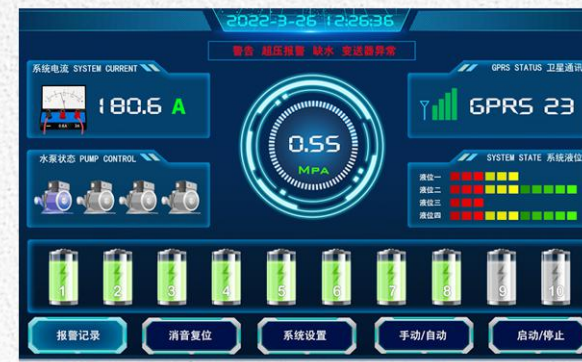 2022-3-26 12:26:36
警告 超压报警 缺水 变送器异常
系统电流 SYSTEM CURRENT
GPRS STATUS 卫星通讯
180.6 A
GPRS 23
0.55
MPA
水泵状态 PUMP CONTROL
SYSTEM STATE 系统液位
液位一
液位二
液位三
液位四
1 2 3 4 5 6 7 8 9 10
报警记录 消音复位 系统设置 手动/自动 启动/停止